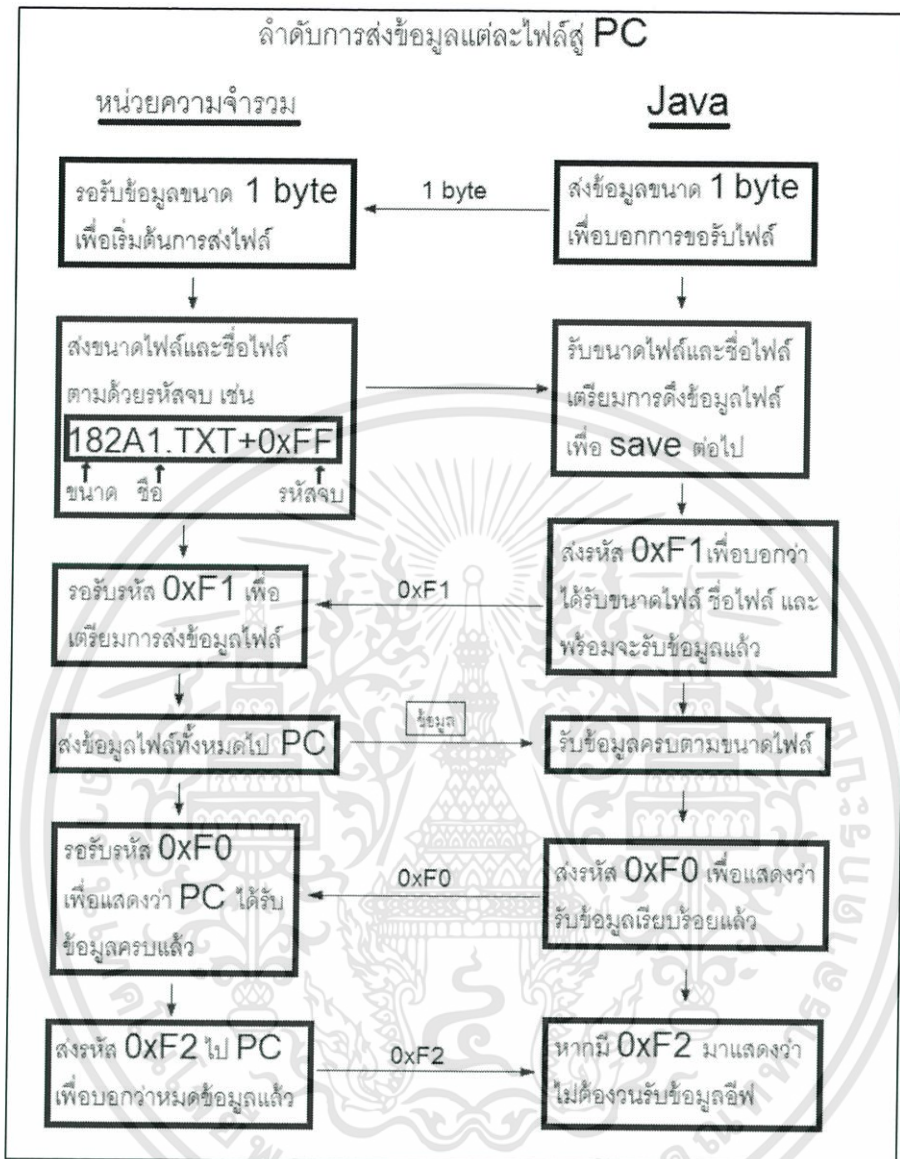 ลำดับการส่งข้อมูลแต่ละไฟล์สู่ PC
หน่วยความจำรวม
Java
รอรับข้อมูลขนาด 1 byte
เพื่อเริ่มต้นการส่งไฟล์
1 byte
ส่งข้อมูลขนาด 1 byte
เพื่อบอกการขอรับไฟล์
ส่งขนาดไฟล์และชื่อไฟล์
ตามด้วยรหัสจบ เช่น
182A1.TXT+0xFF
ขนาด ชื่อ รหัสจบ
รับขนาดไฟล์และชื่อไฟล์
เตรียมการดึงข้อมูลไฟล์
เพื่อ save ต่อไป
รอรับรหัส 0xF1 เพื่อ
เตรียมการส่งข้อมูลไฟล์
0xF1
ส่งรหัส 0xF1เพื่อบอกว่า
ได้รับขนาดไฟล์ ชื่อไฟล์ และ
พร้อมจะรับข้อมูลแล้ว
ส่งข้อมูลไฟล์ทั้งหมดไป PC
ข้อมูล
รับข้อมูลครบตามขนาดไฟล์
รอรับรหัส 0xF0
เพื่อแสดงว่า PC ได้รับ
ข้อมูลครบแล้ว
0xF0
ส่งรหัส 0xF0 เพื่อแสดงว่า
รับข้อมูลเรียบร้อยแล้ว
ส่งรหัส 0xF2 ไป PC
เพื่อบอกว่าหมดข้อมูลแล้ว
0xF2
หากมี 0xF2 มาแสดงว่า
ไม่ต้องวนรับข้อมูลอีฟ